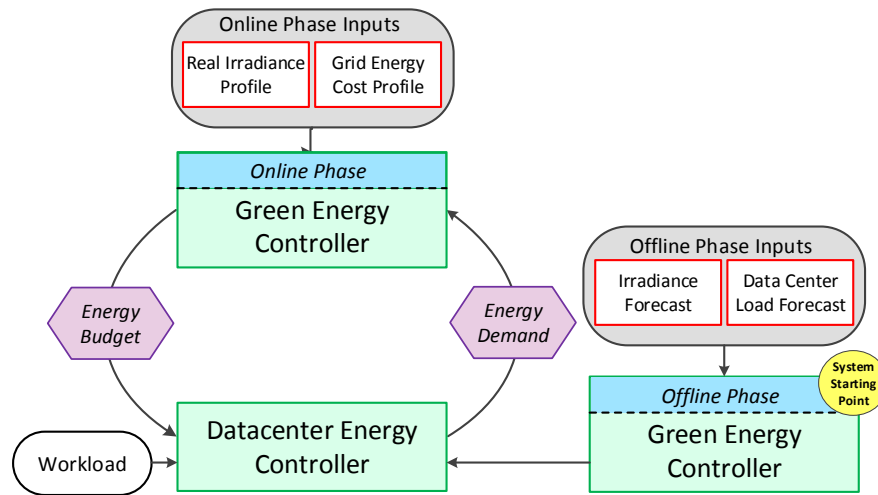 Online Phase Inputs
Real Irradiance
Profile
Grid Energy
Cost Profile
Online Phase
Green Energy
Controller
Offline Phase Inputs
Irradiance
Forecast
Data Center
Load Forecast
Energy
Budget
Energy
Demand
System
Starting
Point
Offline Phase
Green Energy
Controller
Datacenter Energy
Controller
Workload